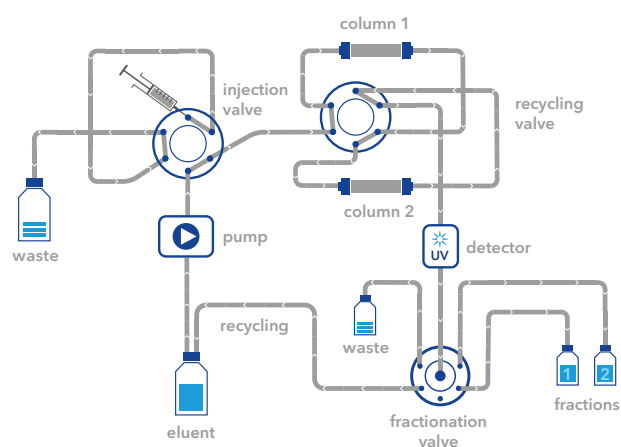 column 1
injection
valve
recycling
valve
column 2
waste
pump
UV
detector
recycling
waste
1
2
fractions
eluent
fractionation
valve